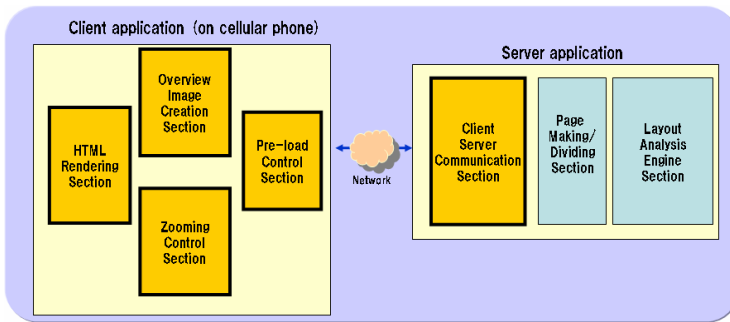 Client application (on cellular phone)
Overview
Image
Creation
Section
HTML
Rendering
Section
Pre-load
Control
Section
Zooming
Control
Section
Network
Server application
Client
Server
Communication
Section
Page
Making/
Dividing
Section
Layout
Analysis
Engine
Section